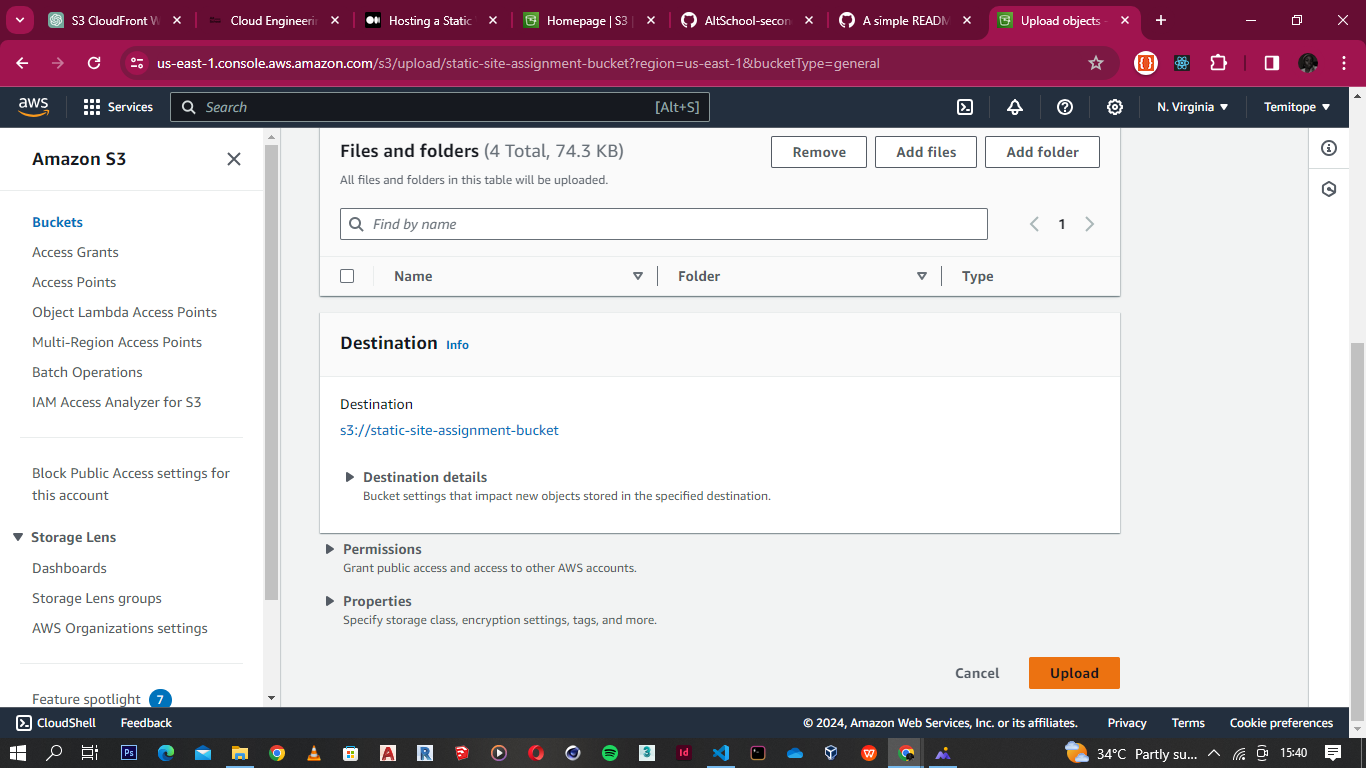 S3 CloudFront W
Cloud Engineerin
Hosting a Static
Homepage | S3 |
AltSchool-secon
A simple READM
Upload objects -
us-east-1.console.aws.amazon.com/s3/upload/static-site-assignment-bucket?region=us-east-1&bucketType=general
aws
Services
Search
[Alt+S]
N. Virginia
Temitope
Amazon S3
Buckets
Access Grants
Access Points
Object Lambda Access Points
Multi-Region Access Points
Batch Operations
IAM Access Analyzer for S3
Block Public Access settings for
this account
Storage Lens
Dashboards
Storage Lens groups
AWS Organizations settings
Feature spotlight 7
Files and folders (4 Total, 74.3 KB)
Remove
Add files
Add folder
All files and folders in this table will be uploaded.
Find by name
1
Name
Folder
Type
Destination Info
Destination
s3://static-site-assignment-bucket
Destination details
Bucket settings that impact new objects stored in the specified destination.
Permissions
Grant public access and access to other AWS accounts.
Properties
Specify storage class, encryption settings, tags, and more.
Cancel
Upload
CloudShell
Feedback
© 2024, Amazon Web Services, Inc. or its affiliates.
Privacy
Terms
Cookie preferences
34°C Partly su...
15:40